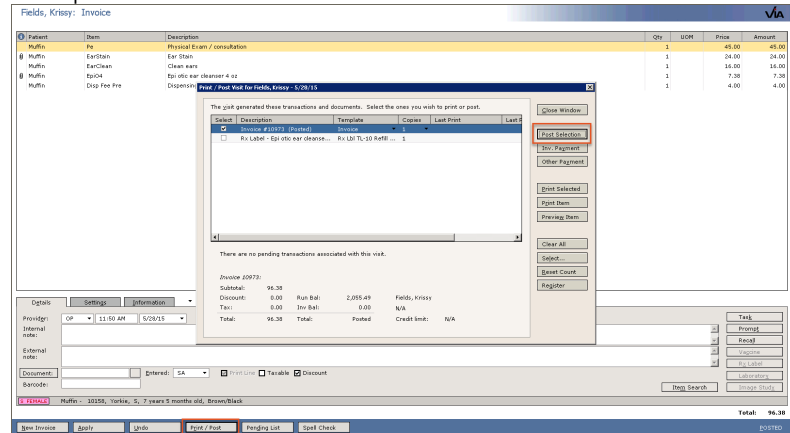 Fields, Krissy: Invoice
VIA
Patient Item Description Qty UOM Price Amount
Muffin Pe Physical Exam / consultation 1 45.00 45.00
Muffin EarStain Ear Stain 1 24.00 24.00
Muffin EarClean Clean ears 1 16.00 16.00
Muffin EpiO4 Epi otic ear cleanser 4 oz 1 7.38 7.38
Muffin Disp Fee Pre Dispensin 1 4.00 4.00
Print / Post Visit for Fields, Krissy - 5/28/15
The visit generated these transactions and documents. Select the ones you wish to print or post.
Close Window
Select Description Template Copies Last Print Last P
Invoice #10973 (Posted) Invoice 1
Post Selection
Rx Label - Epi otic ear cleanse... Rx Lbl TL-10 Refill ... 1
Inv. Payment
Other Payment
Print Selected
Print Item
Preview Item
Clear All
There are no pending transactions associated with this visit.
Select...
Reset Count
Invoice 10973:
Register
Subtotal: 96.38
Discount: 0.00 Run Bal: 2,055.49 Fields, Krissy
Tax: 0.00 Inv Bal: 0.00 N/A
Total: 96.38 Total: Posted Credit limit: N/A
Details Settings Information
Provider: OP 11:50 AM 5/28/15 Task
Internal note: Prompt
Recall
External note: Vaccine
Rx Label
Document: Entered: SA Print Line Taxable Discount Laboratory
Barcode: Item Search Image Study
S FEMALE Muffin - 10158, Yorkie, S, 7 years 5 months old, Brown/Black
Total: 96.38
New Invoice Apply Undo Print / Post Pending List Spell Check POSTED